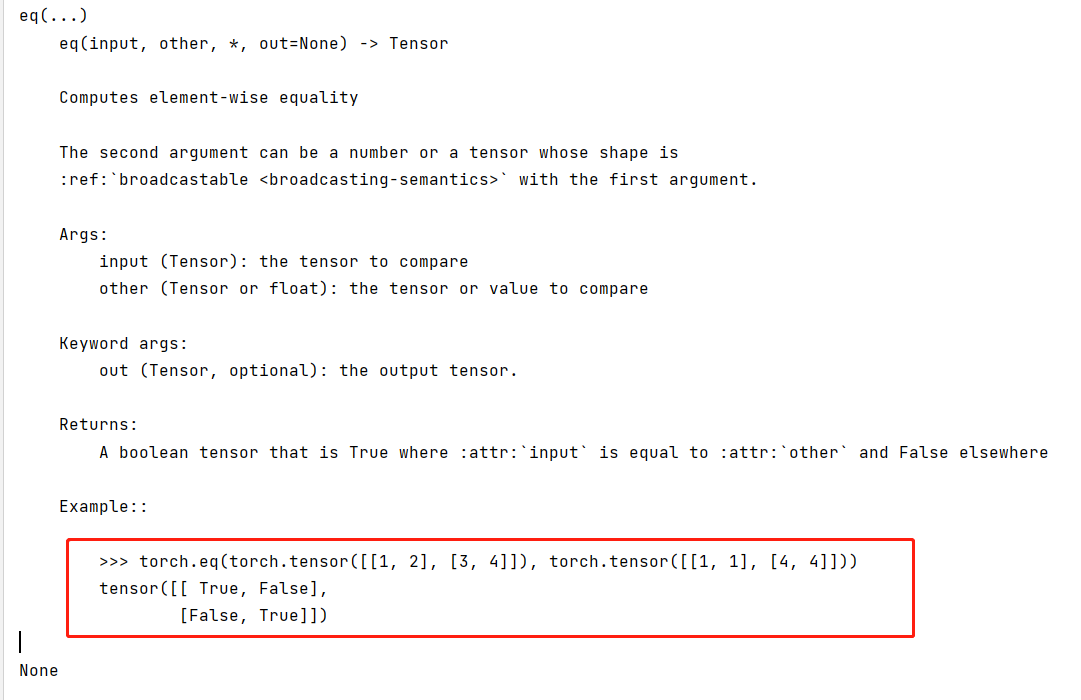 eq(...)
eq(input, other, *, out=None) -> Tensor
Computes element-wise equality
The second argument can be a number or a tensor whose shape is
:ref:`broadcastable <broadcasting-semantics>` with the first argument.
Args:
input (Tensor): the tensor to compare
other (Tensor or float): the tensor or value to compare
Keyword args:
out (Tensor, optional): the output tensor.
Returns:
A boolean tensor that is True where :attr:`input` is equal to :attr:`other` and False elsewhere
Example::
>>> torch.eq(torch.tensor([[1, 2], [3, 4]]), torch.tensor([[1, 1], [4, 4]]))
tensor([[ True, False],
[False, True]])
None